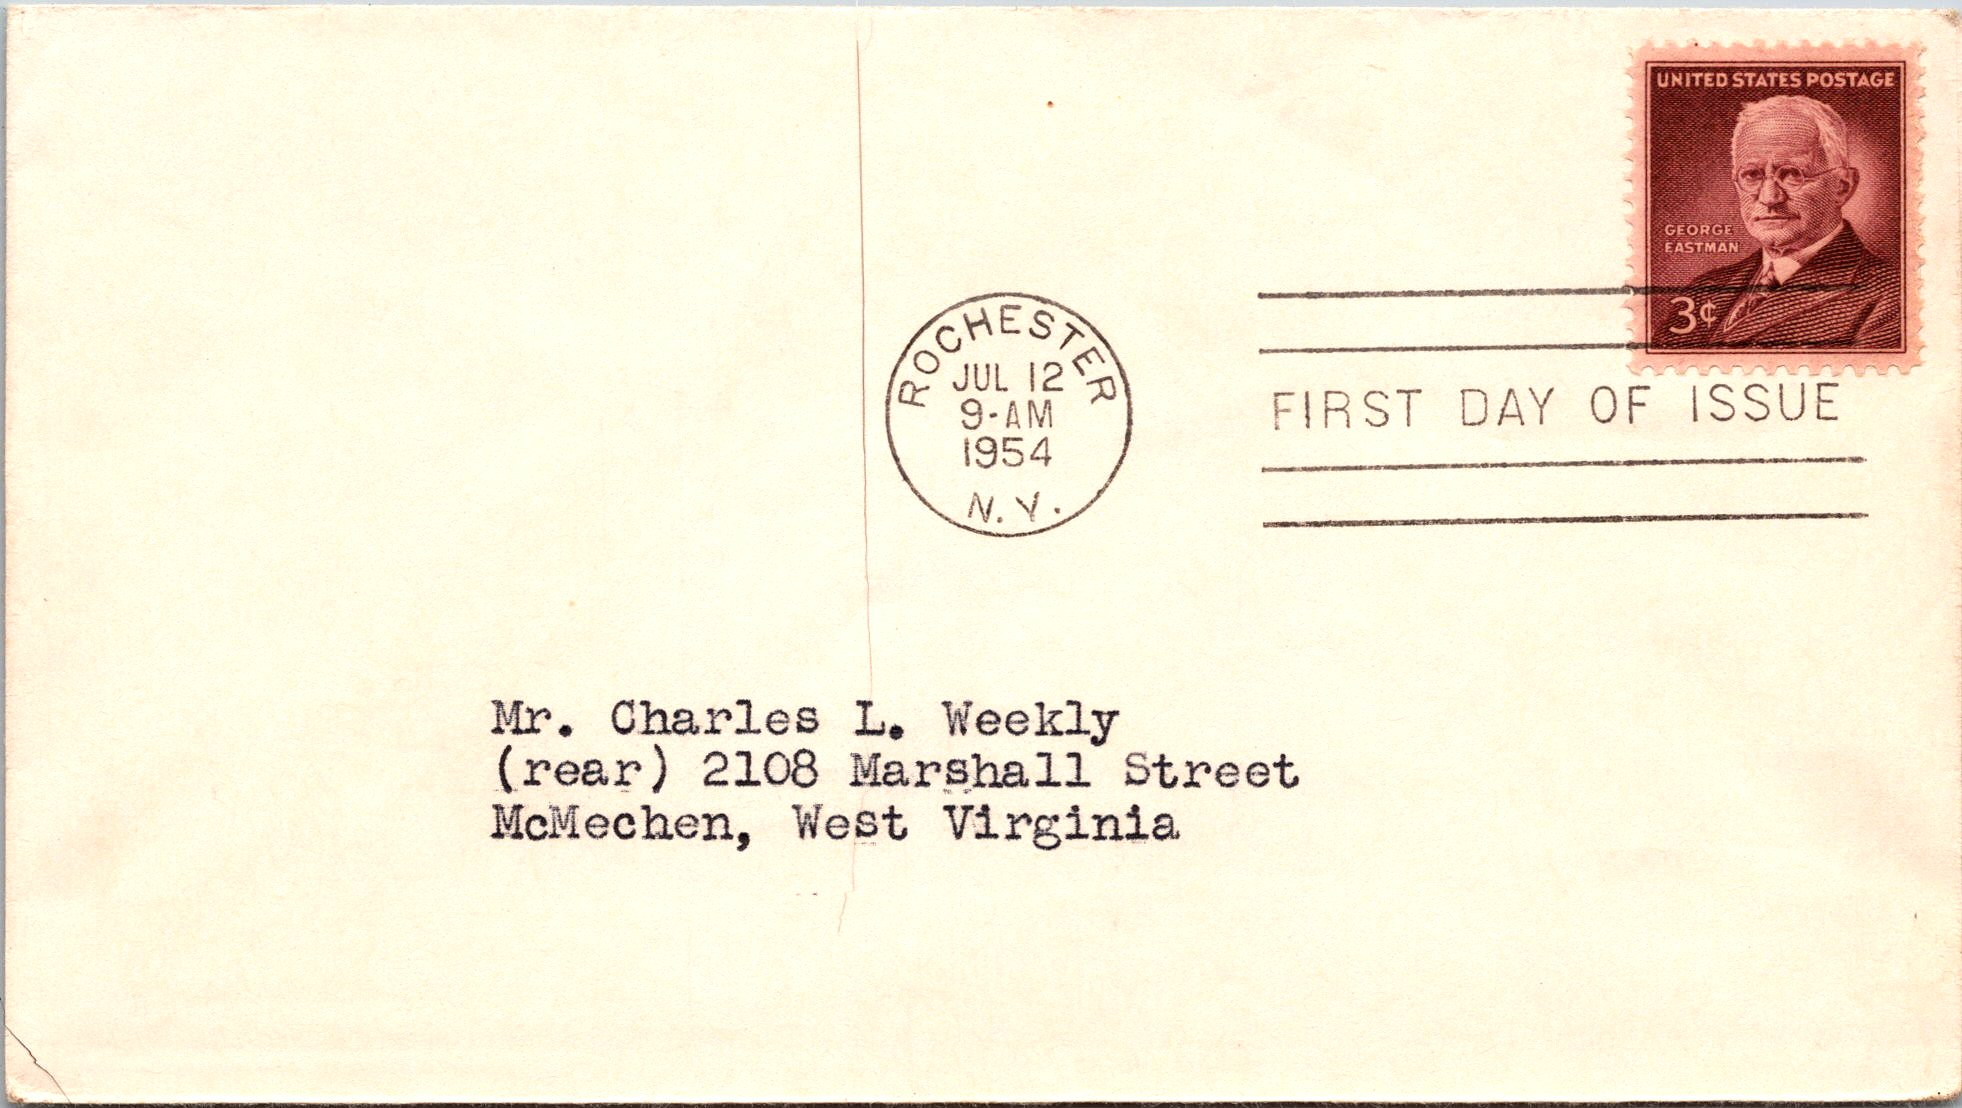 UNITED STATES POSTAGE
GEORGE
EASTMAN
3¢
ROCHESTER
JUL 12
9-AM
1954
N.Y.
FIRST DAY OF ISSUE
Mr. Charles L. Weekly
(rear) 2108 Marshall Street
McMechen, West Virginia